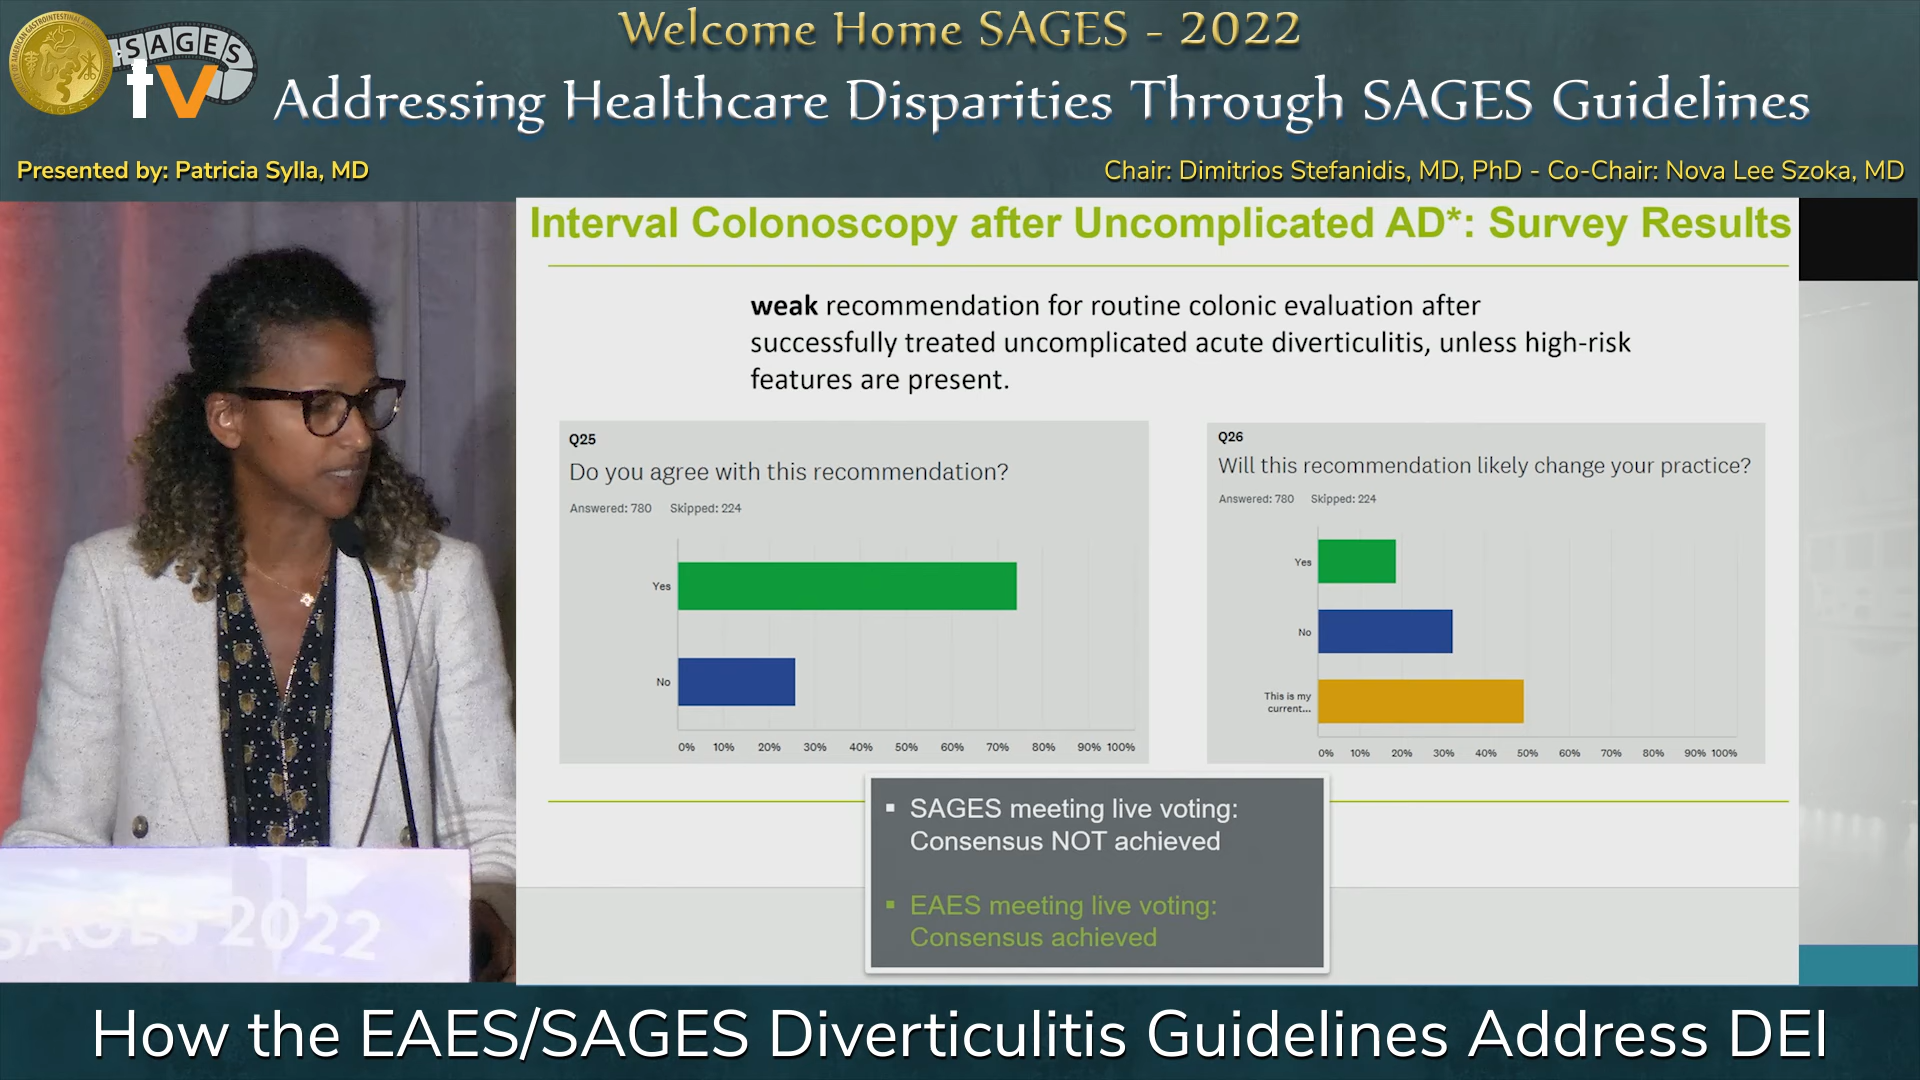 Welcome Home SAGES - 2022
SAGES
tv
Addressing Healthcare Disparities Through SAGES Guidelines
Presented by: Patricia Sylla, MD
Chair: Dimitrios Stefanidis, MD, PhD - Co-Chair: Nova Lee Szoka, MD
Interval Colonoscopy after Uncomplicated AD*: Survey Results
weak recommendation for routine colonic evaluation after
successfully treated uncomplicated acute diverticulitis, unless high-risk
features are present.
Q25
Do you agree with this recommendation?
Answered: 780 Skipped: 224
Yes
No
0% 10% 20% 30% 40% 50% 60% 70% 80% 90% 100%
Q26
Will this recommendation likely change your practice?
Answered: 780 Skipped: 224
Yes
No
This is my
current...
0% 10% 20% 30% 40% 50% 60% 70% 80% 90% 100%
▪ SAGES meeting live voting:
Consensus NOT achieved
▪ EAES meeting live voting:
Consensus achieved
SAGES 2022
How the EAES/SAGES Diverticulitis Guidelines Address DEI